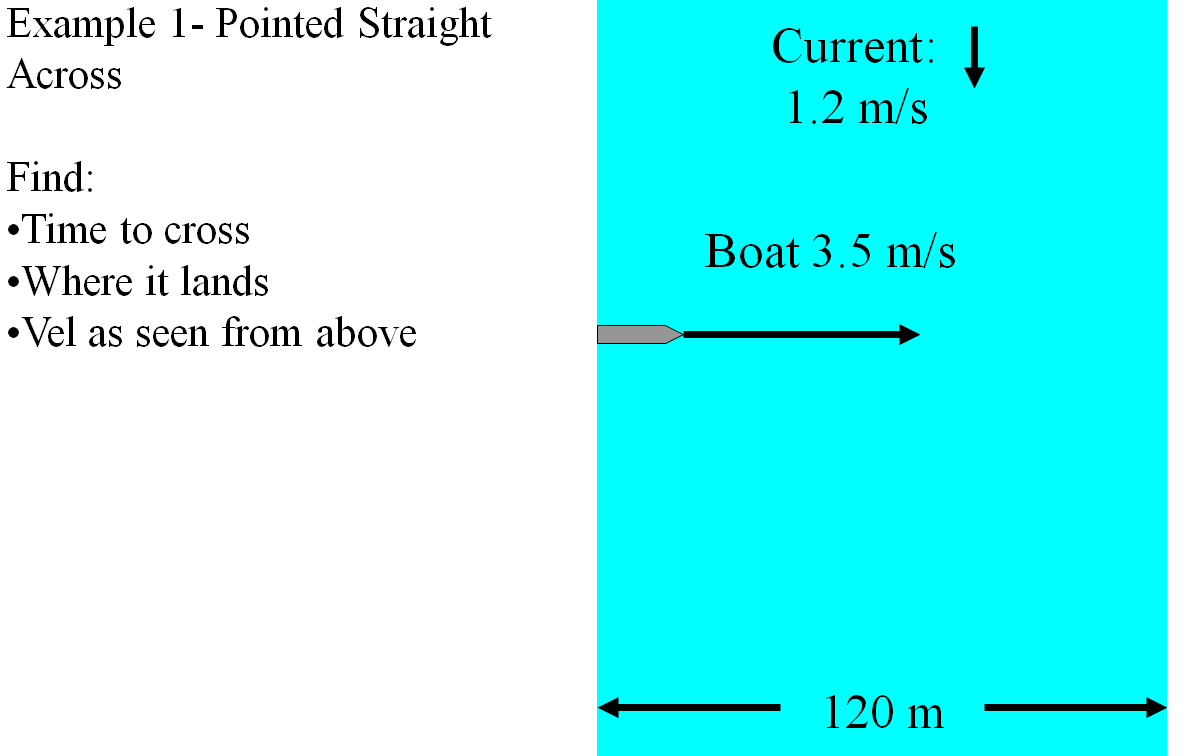 Example 1- Pointed Straight
Across
Find:
•Time to cross
•Where it lands
•Vel as seen from above
Current:
1.2 m/s
Boat 3.5 m/s
120 m